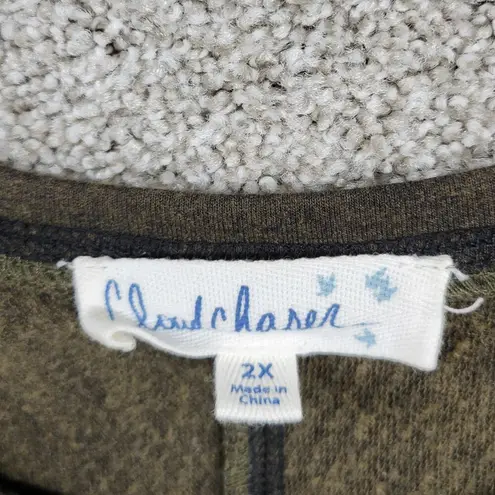 Cloudchaser
2X
Made in
China